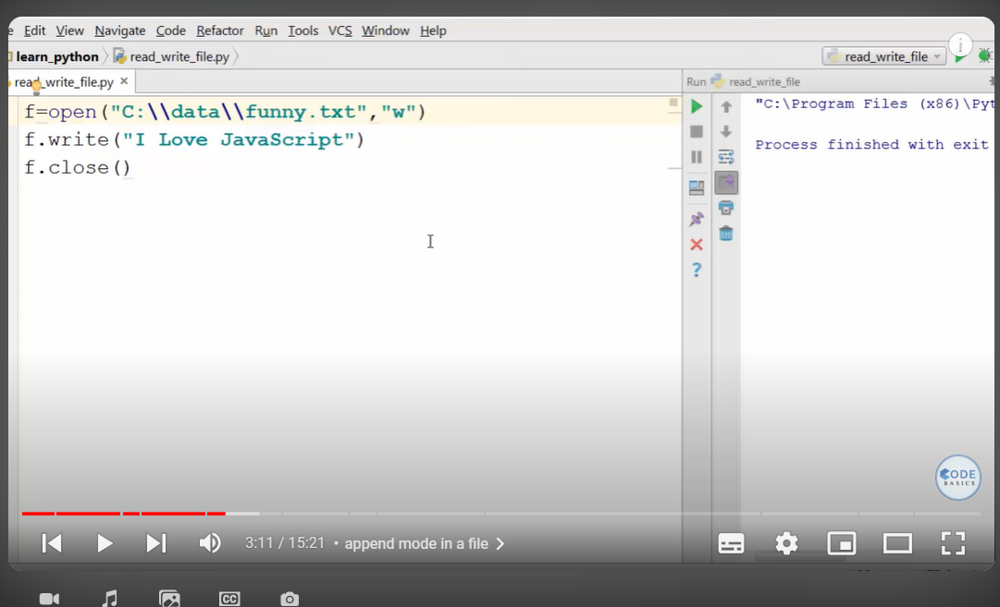 e Edit View Navigate Code Refactor Run Tools VCS Window Help
learn_python read_write_file.py read_write_file
read_write_file.py × Run read_write_file
f=open("C:\\data\\funny.txt","w")
f.write("I Love JavaScript")
f.close()
"C:\Program Files (x86)\Pyt
Process finished with exit
CODE
BASICS
3:11 / 15:21 • append mode in a file
CC